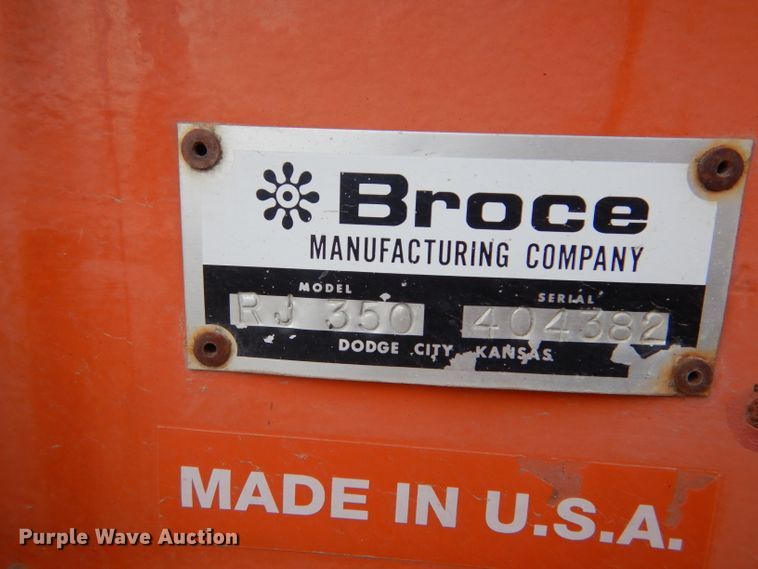 Broce
MANUFACTURING COMPANY
MODEL SERIAL
RJ 350 404382
DODGE CITY, KANSAS
MADE IN U.S.A.
Purple Wave Auction